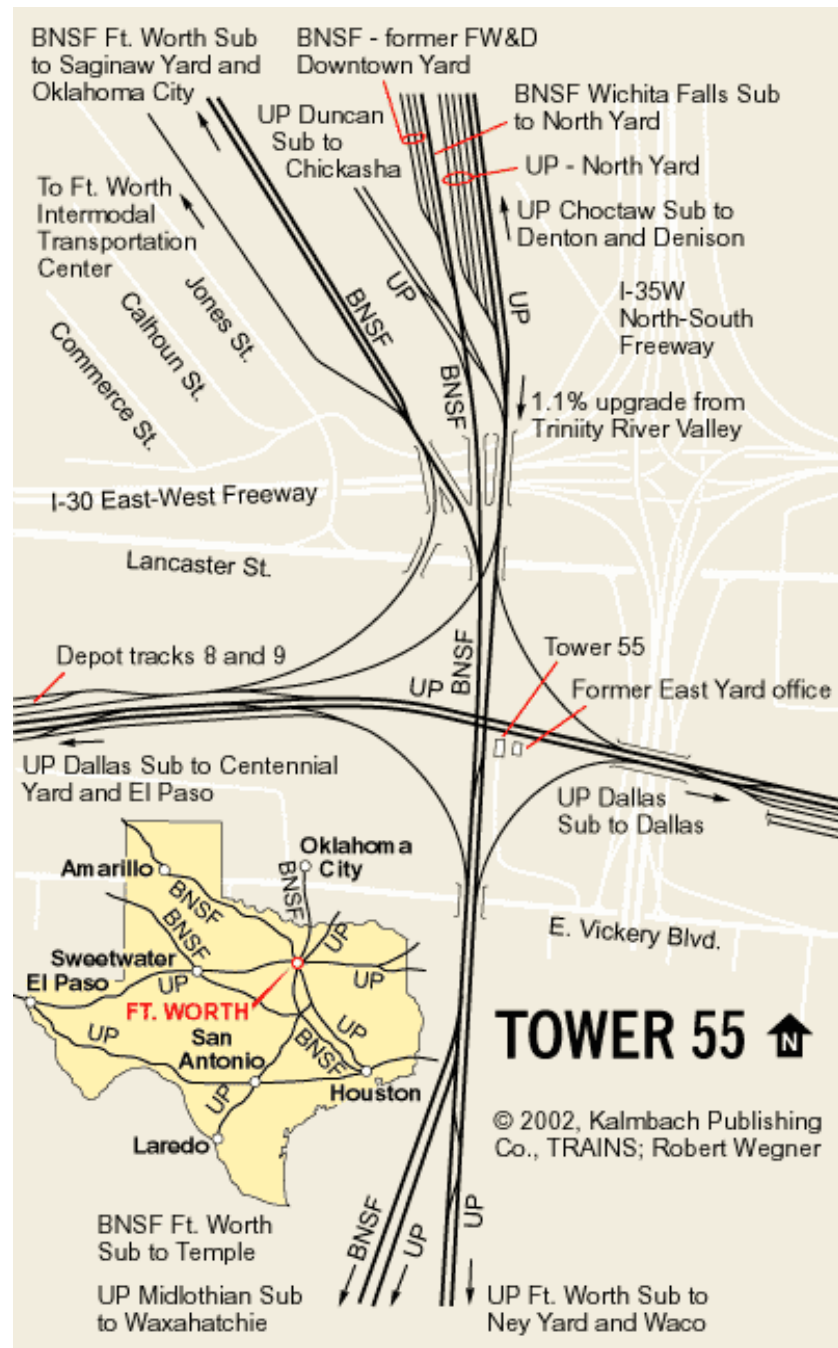 BNSF Ft. Worth Sub
to Saginaw Yard and
Oklahoma City
BNSF - former FW&D
Downtown Yard
UP Duncan
Sub to
Chickasha
BNSF Wichita Falls Sub
to North Yard
UP - North Yard
To Ft. Worth
Intermodal
Transportation
Center
UP Choctaw Sub to
Denton and Denison
Jones St.
Calhoun St.
Commerce St.
BNSF
UP
UP
BNSF
I-35W
North-South
Freeway
1.1% upgrade from
Triniity River Valley
I-30 East-West Freeway
Lancaster St.
Depot tracks 8 and 9
UP
BNSF
Tower 55
Former East Yard office
UP Dallas Sub to Centennial
Yard and El Paso
UP Dallas
Sub to Dallas
E. Vickery Blvd.
Amarillo
Oklahoma
City
BNSF
BNSF
BNSF
UP
Sweetwater
El Paso
UP
UP
FT. WORTH
UP
UP
BNSF
San
Antonio
UP
Houston
Laredo
TOWER 55
N
© 2002, Kalmbach Publishing
Co., TRAINS; Robert Wegner
BNSF
UP
UP
BNSF Ft. Worth
Sub to Temple
UP Midlothian Sub
to Waxahatchie
UP Ft. Worth Sub to
Ney Yard and Waco